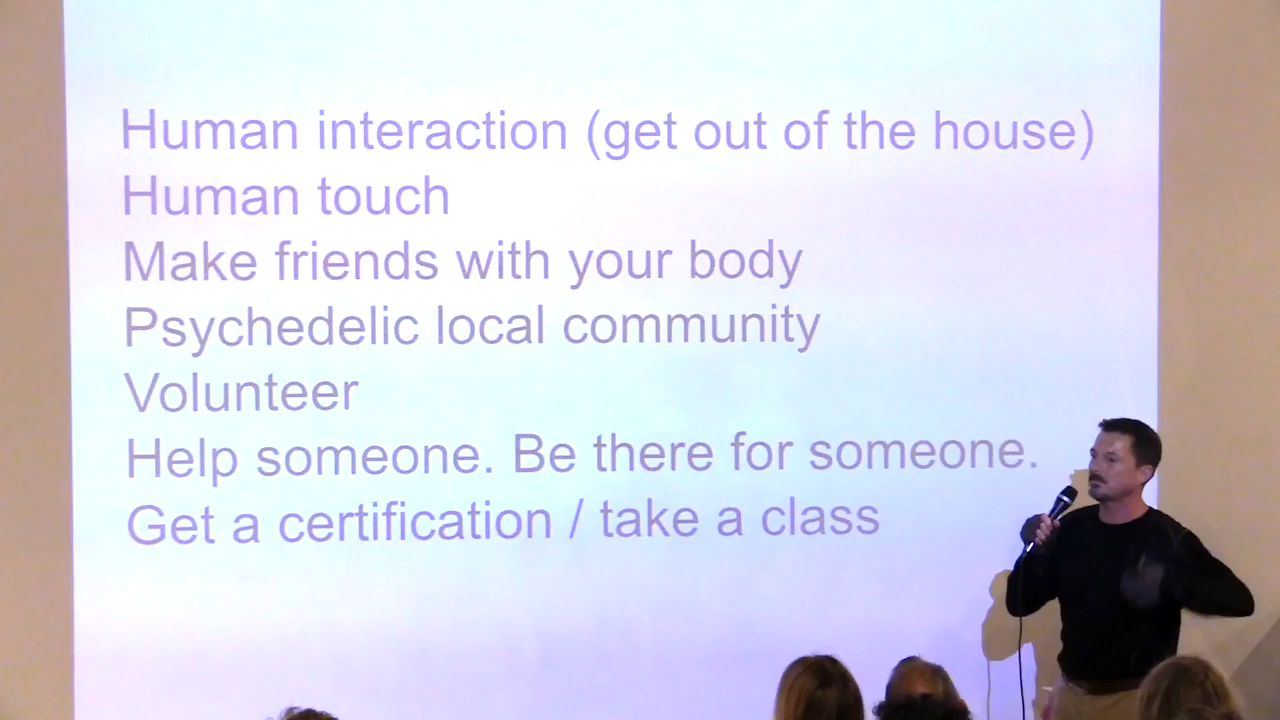 Human interaction (get out of the house)
Human touch
Make friends with your body
Psychedelic local community
Volunteer
Help someone. Be there for someone.
Get a certification / take a class